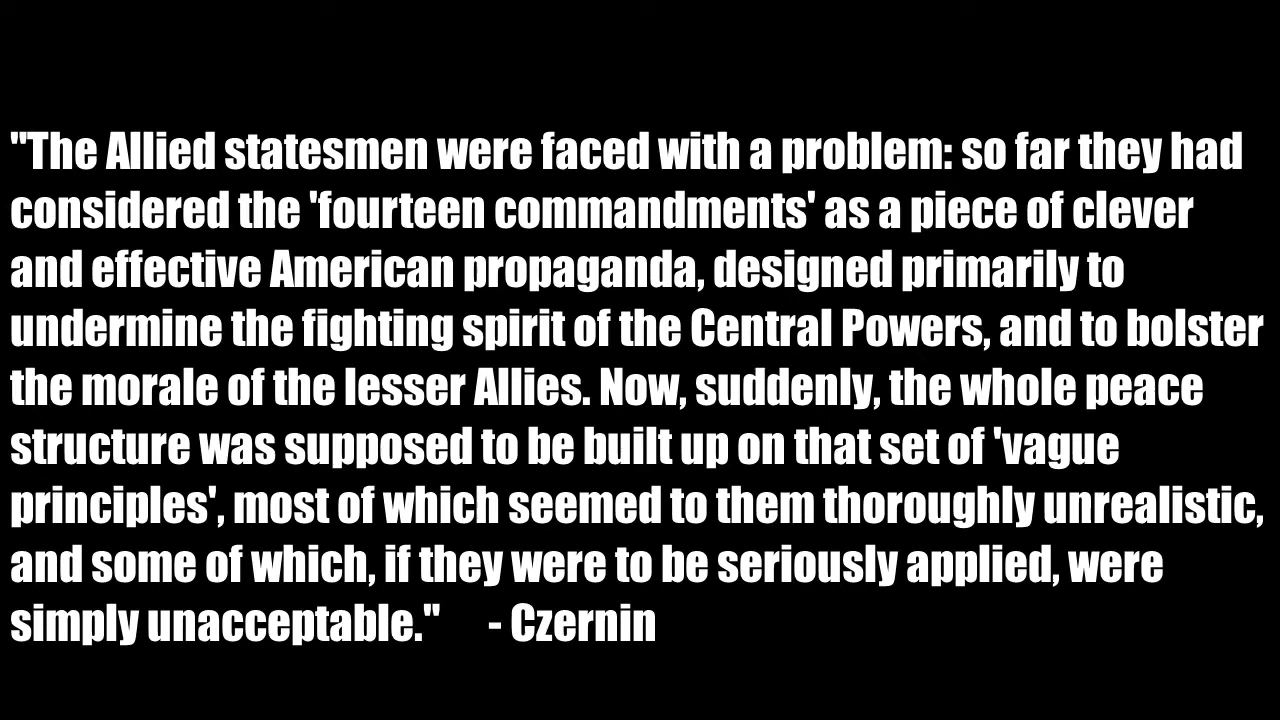 "The Allied statesmen were faced with a problem: so far they had
considered the 'fourteen commandments' as a piece of clever
and effective American propaganda, designed primarily to
undermine the fighting spirit of the Central Powers, and to bolster
the morale of the lesser Allies. Now, suddenly, the whole peace
structure was supposed to be built up on that set of 'vague
principles', most of which seemed to them thoroughly unrealistic,
and some of which, if they were to be seriously applied, were
simply unacceptable." - Czernin